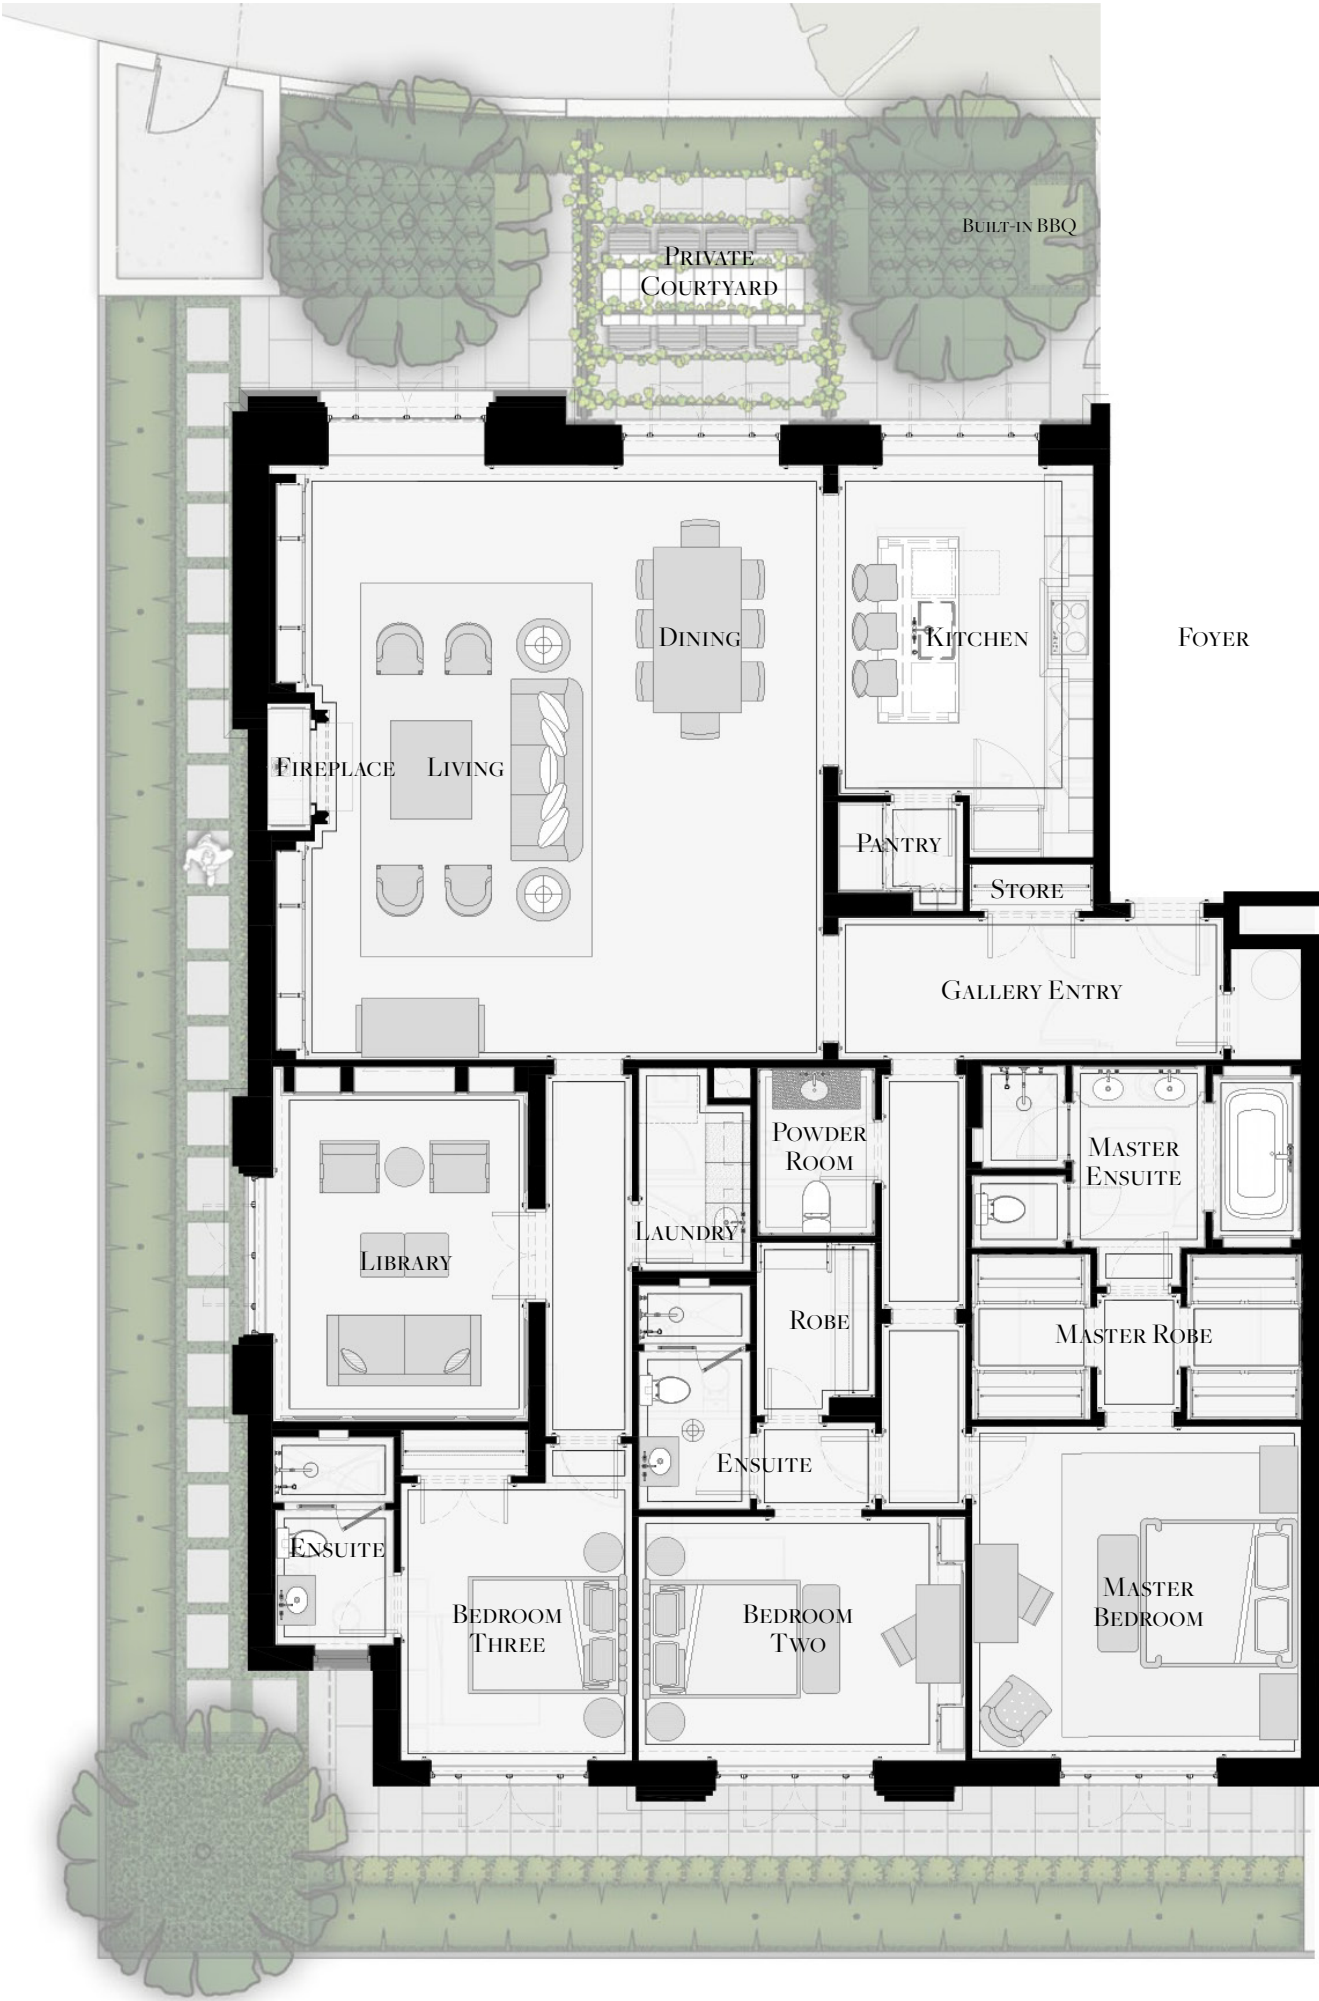 Built-in BBQ
Private
Courtyard
Dining
Kitchen
Foyer
Fireplace
Living
Pantry
Store
Gallery Entry
Powder
Room
Master
Ensuite
Laundry
Library
Robe
Master Robe
Ensuite
Ensuite
Bedroom
Three
Bedroom
Two
Master
Bedroom